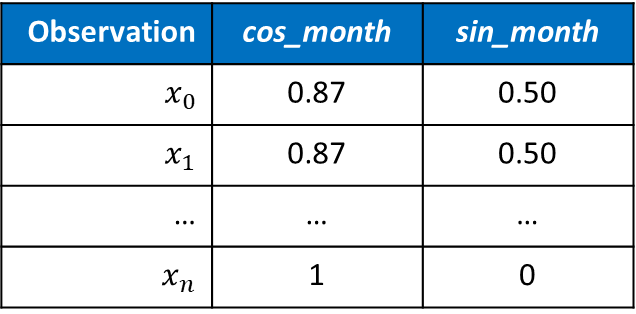 Observation cos_month sin_month
x₀ 0.87 0.50
x₁ 0.87 0.50
... ... ...
xₙ 1 0